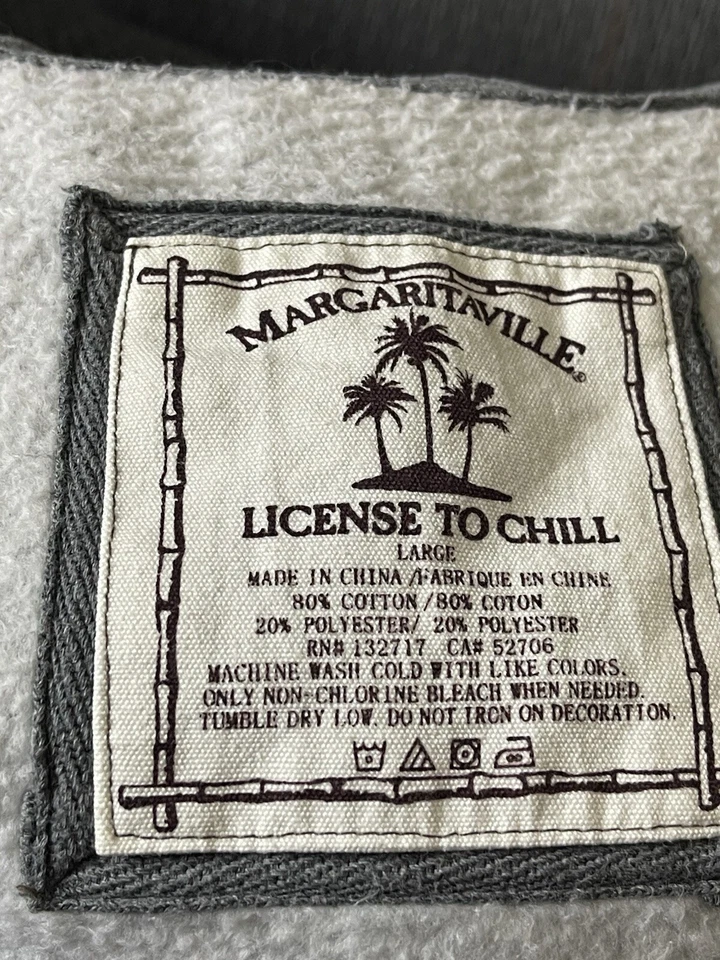 MARGARITAVILLE®
LICENSE TO CHILL
LARGE
MADE IN CHINA /FABRIQUE EN CHINE
80% COTTON /80% COTON
20% POLYESTER/ 20% POLYESTER
RN# 132717 CA# 52706
MACHINE WASH COLD WITH LIKE COLORS.
ONLY NON-CHLORINE BLEACH WHEN NEEDED.
TUMBLE DRY LOW. DO NOT IRON ON DECORATION.